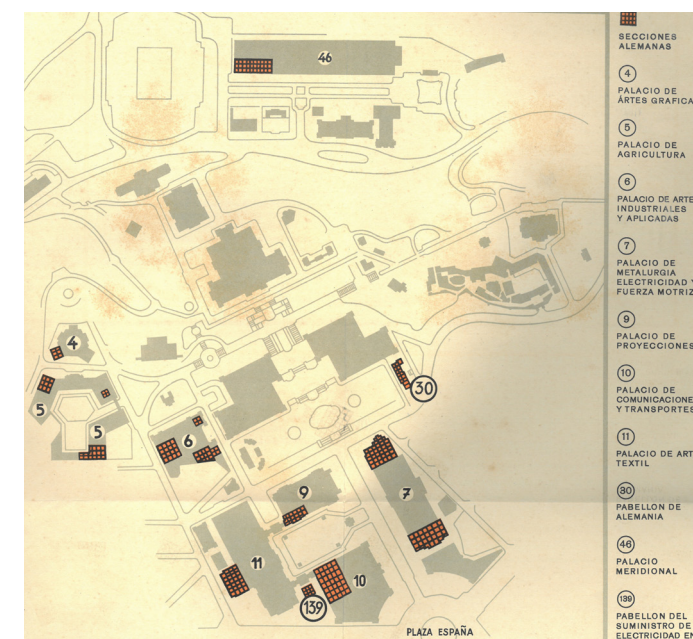 46
4
5
5
6
30
9
7
11
10
139
PLAZA ESPAÑA
SECCIONES
ALEMANAS
4
PALACIO DE
ÁRTES GRAFICA
5
PALACIO DE
AGRICULTURA
6
PALACIO DE ARTE
INDUSTRIALES
Y APLICADAS
7
PALACIO DE
METALURGIA
ELECTRICIDAD Y
FUERZA MOTRIZ
9
PALACIO DE
PROYECCIONES
10
PALACIO DE
COMUNICACIONE
Y TRANSPORTES
11
PALACIO DE ART
TEXTIL
30
PABELLON DE
ALEMANIA
46
PALACIO
MERIDIONAL
139
PABELLON DEL
SUMINISTRO DE
ELECTRICIDAD EN